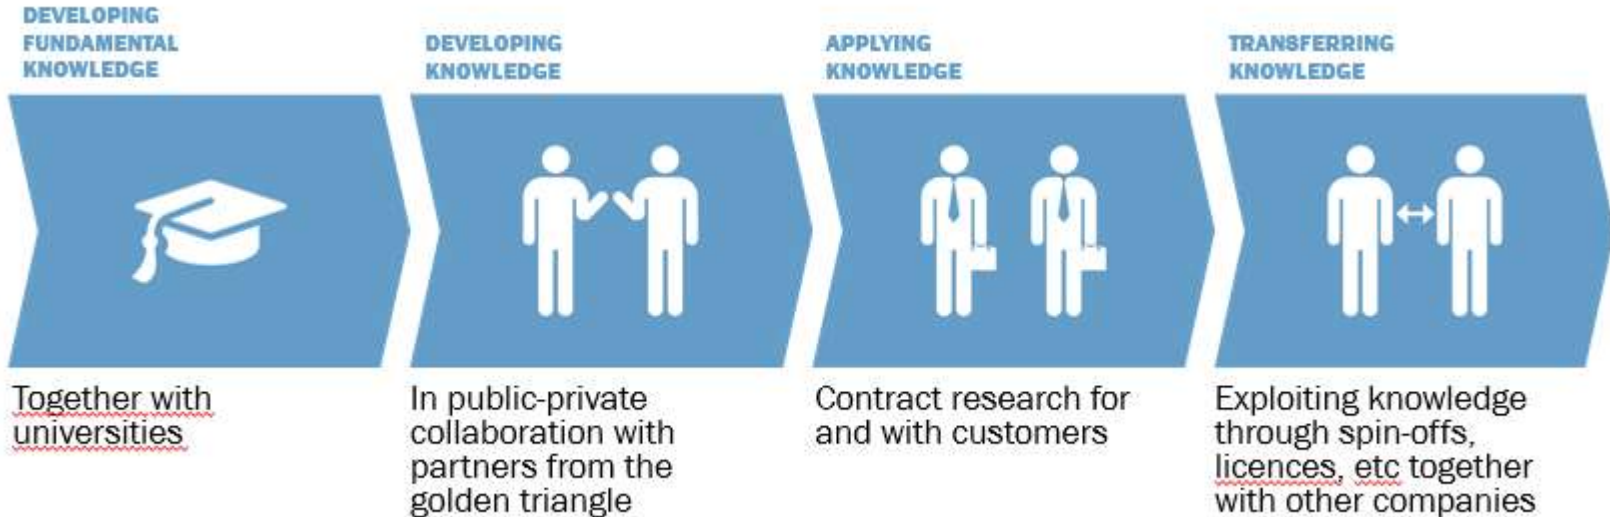 DEVELOPING
FUNDAMENTAL
KNOWLEDGE
DEVELOPING
KNOWLEDGE
APPLYING
KNOWLEDGE
TRANSFERRING
KNOWLEDGE
Together with
universities
In public-private
collaboration with
partners from the
golden triangle
Contract research for
and with customers
Exploiting knowledge
through spin-offs,
licences, etc together
with other companies